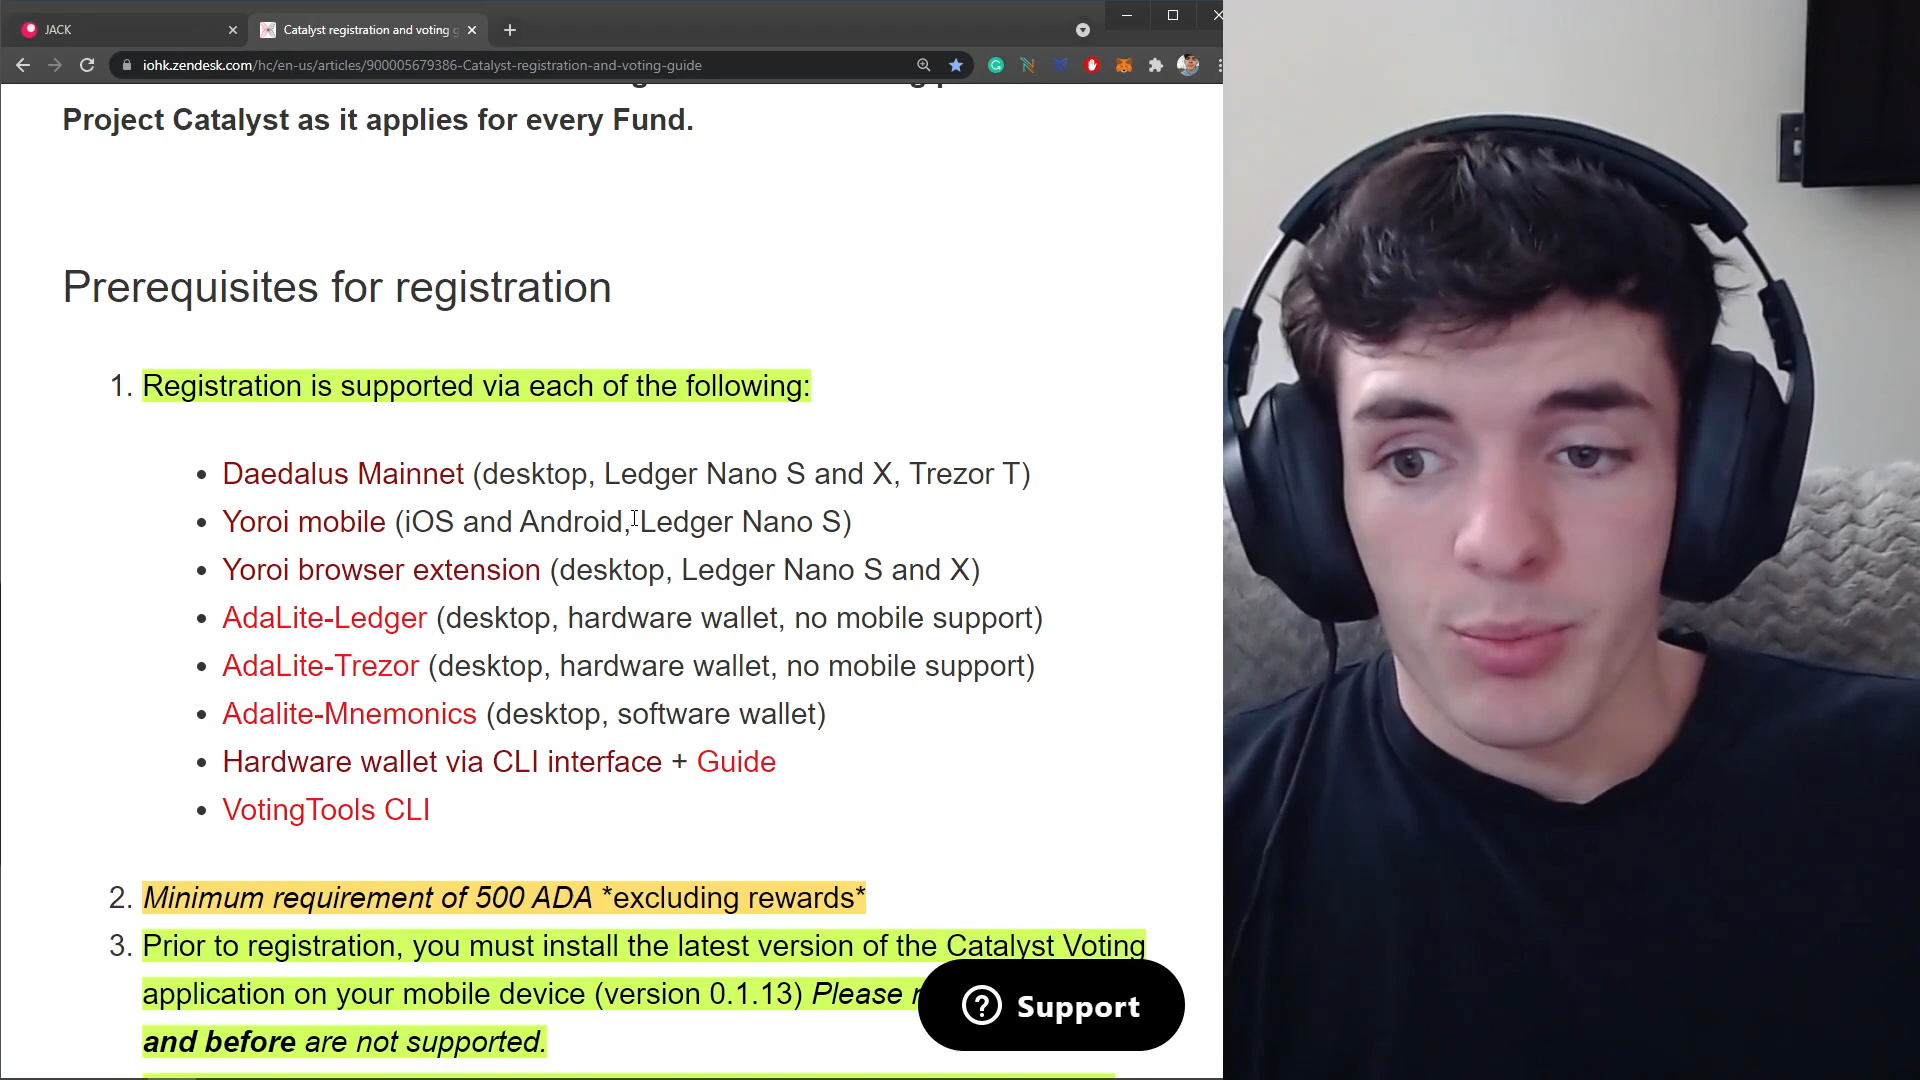 JACK
Catalyst registration and voting g
iohk.zendesk.com/hc/en-us/articles/900005679386-Catalyst-registration-and-voting-guide
Project Catalyst as it applies for every Fund.
Prerequisites for registration
1. Registration is supported via each of the following:
• Daedalus Mainnet (desktop, Ledger Nano S and X, Trezor T)
• Yoroi mobile (iOS and Android, Ledger Nano S)
• Yoroi browser extension (desktop, Ledger Nano S and X)
• AdaLite-Ledger (desktop, hardware wallet, no mobile support)
• AdaLite-Trezor (desktop, hardware wallet, no mobile support)
• Adalite-Mnemonics (desktop, software wallet)
• Hardware wallet via CLI interface + Guide
• VotingTools CLI
2. Minimum requirement of 500 ADA *excluding rewards*
3. Prior to registration, you must install the latest version of the Catalyst Voting
application on your mobile device (version 0.1.13) Please
and before are not supported.
Support